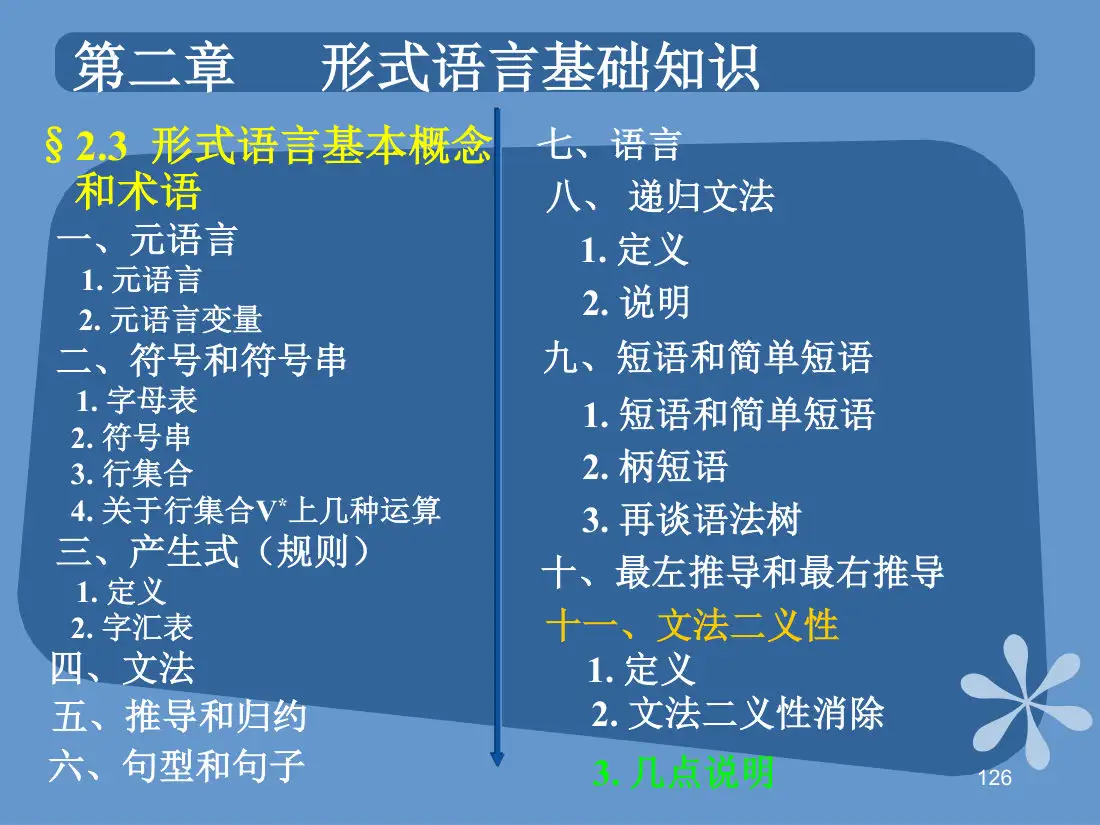 第二章 形式语言基础知识
§2.3 形式语言基本概念
和术语
一、元语言
1. 元语言
2. 元语言变量
二、符号和符号串
1. 字母表
2. 符号串
3. 行集合
4. 关于行集合V*上几种运算
三、产生式（规则）
1. 定义
2. 字汇表
四、文法
五、推导和归约
六、句型和句子
七、语言
八、 递归文法
1. 定义
2. 说明
九、短语和简单短语
1. 短语和简单短语
2. 柄短语
3. 再谈语法树
十、最左推导和最右推导
十一、文法二义性
1. 定义
2. 文法二义性消除
3. 几点说明
126